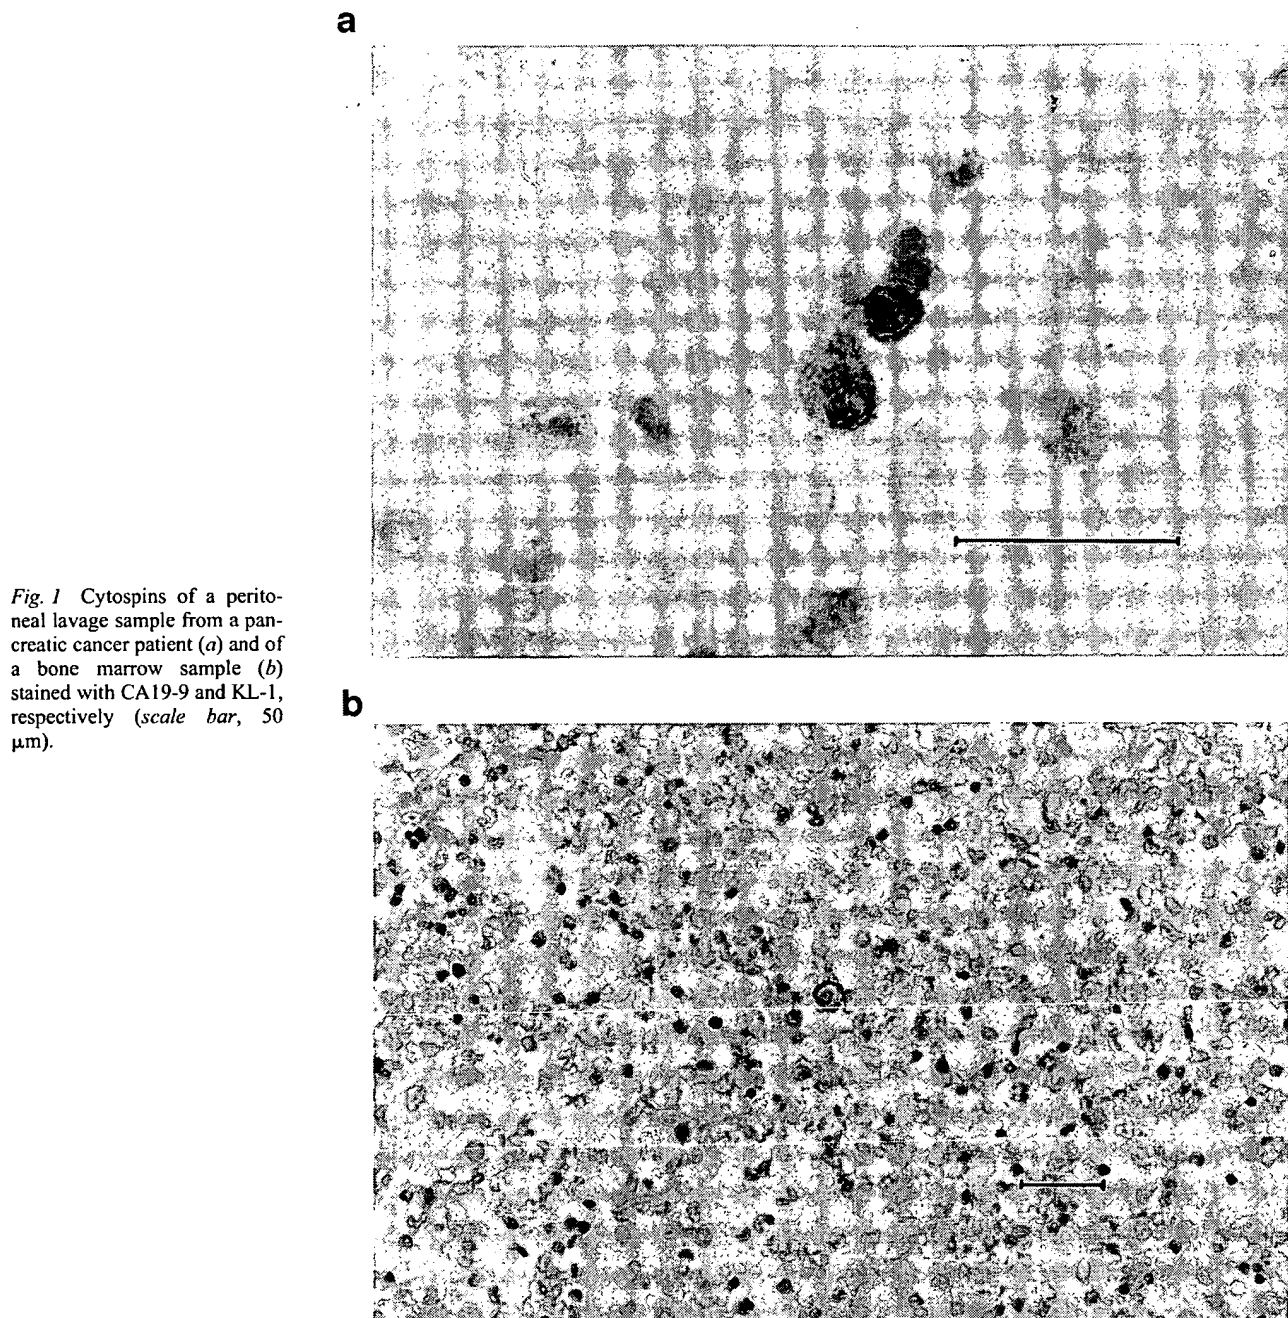 a
Fig. 1 Cytospins of a perito-
neal lavage sample from a pan-
creatic cancer patient (a) and of
a bone marrow sample (b)
stained with CA19-9 and KL-1,
respectively (scale bar, 50
μm).
b